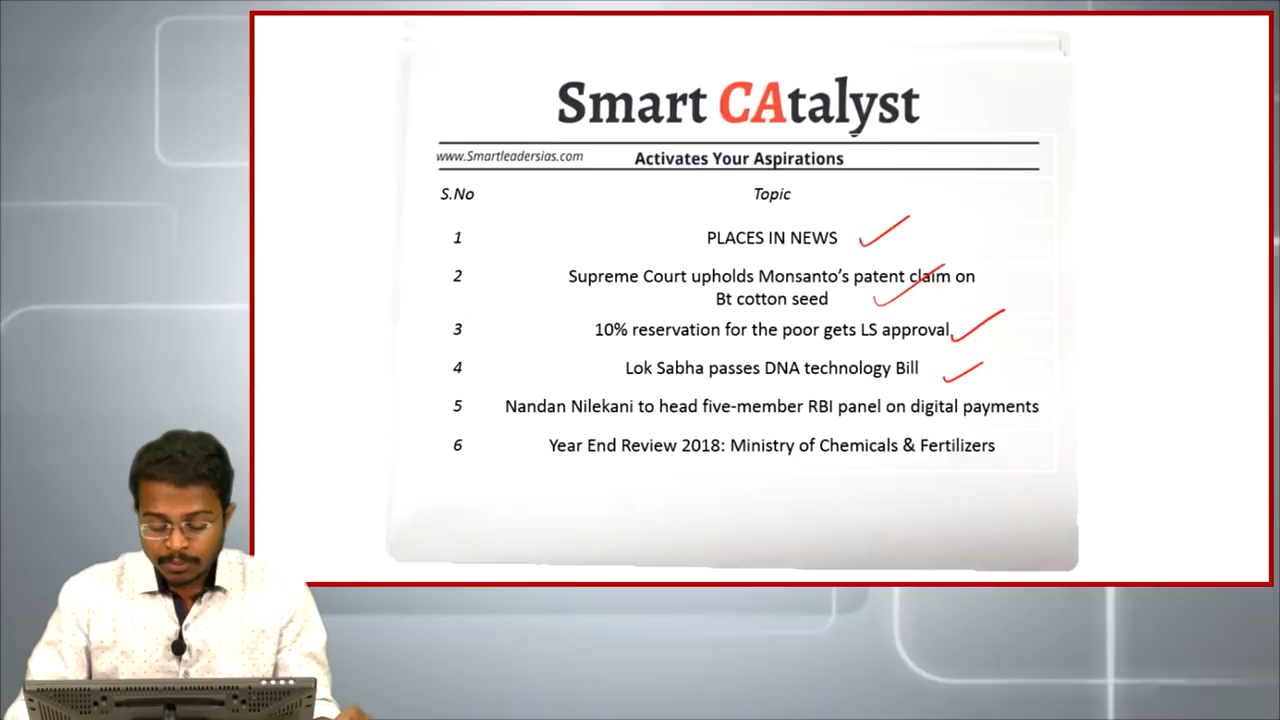 Smart CAtalyst
www.Smartleadersias.com Activates Your Aspirations
S.No Topic
1 PLACES IN NEWS
2 Supreme Court upholds Monsanto's patent claim on
Bt cotton seed
3 10% reservation for the poor gets LS approval
4 Lok Sabha passes DNA technology Bill
5 Nandan Nilekani to head five-member RBI panel on digital payments
6 Year End Review 2018: Ministry of Chemicals & Fertilizers